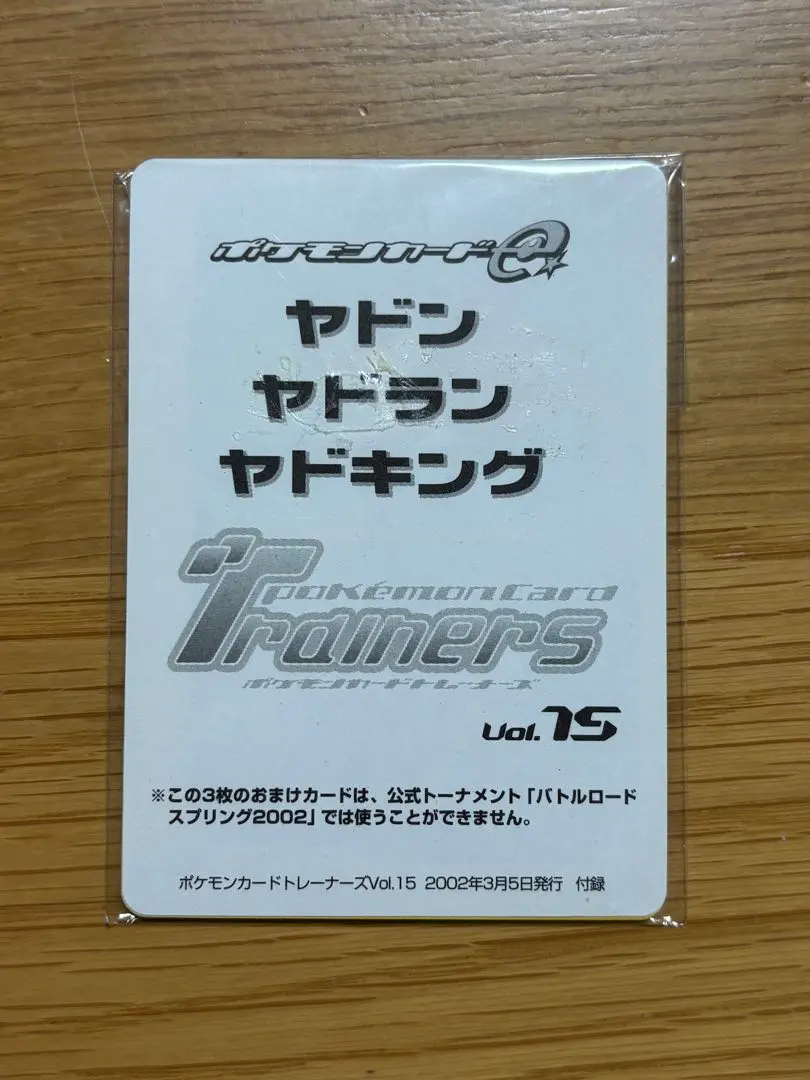 ポケモンカードe
ヤドン
ヤドラン
ヤドキング
Pokémon Card
Trainers
ポケモンカードトレーナーズ
Vol.15
※この3枚のおまけカードは、公式トーナメント「バトルロード
スプリング2002」では使うことができません。
ポケモンカードトレーナーズVol.15 2002年3月5日発行 付録